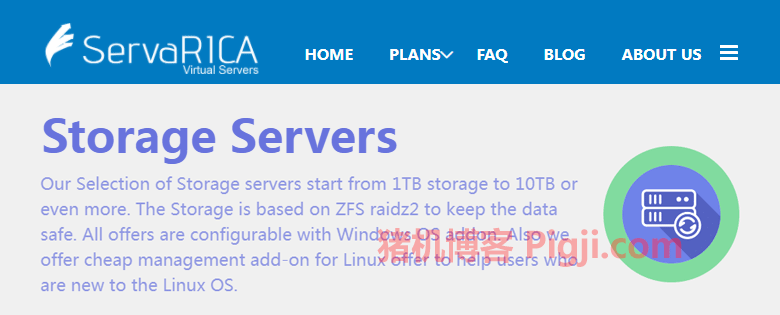 ServaRICA
Virtual Servers
HOME PLANS FAQ BLOG ABOUT US
Storage Servers
Our Selection of Storage servers start from 1TB storage to 10TB or
even more. The Storage is based on ZFS raidz2 to keep the data
safe. All offers are configurable with Windows OS addon. Also we
offer cheap management add-on for Linux offer to help users who
are new to the Linux OS.
猪机博客 Pigji.com